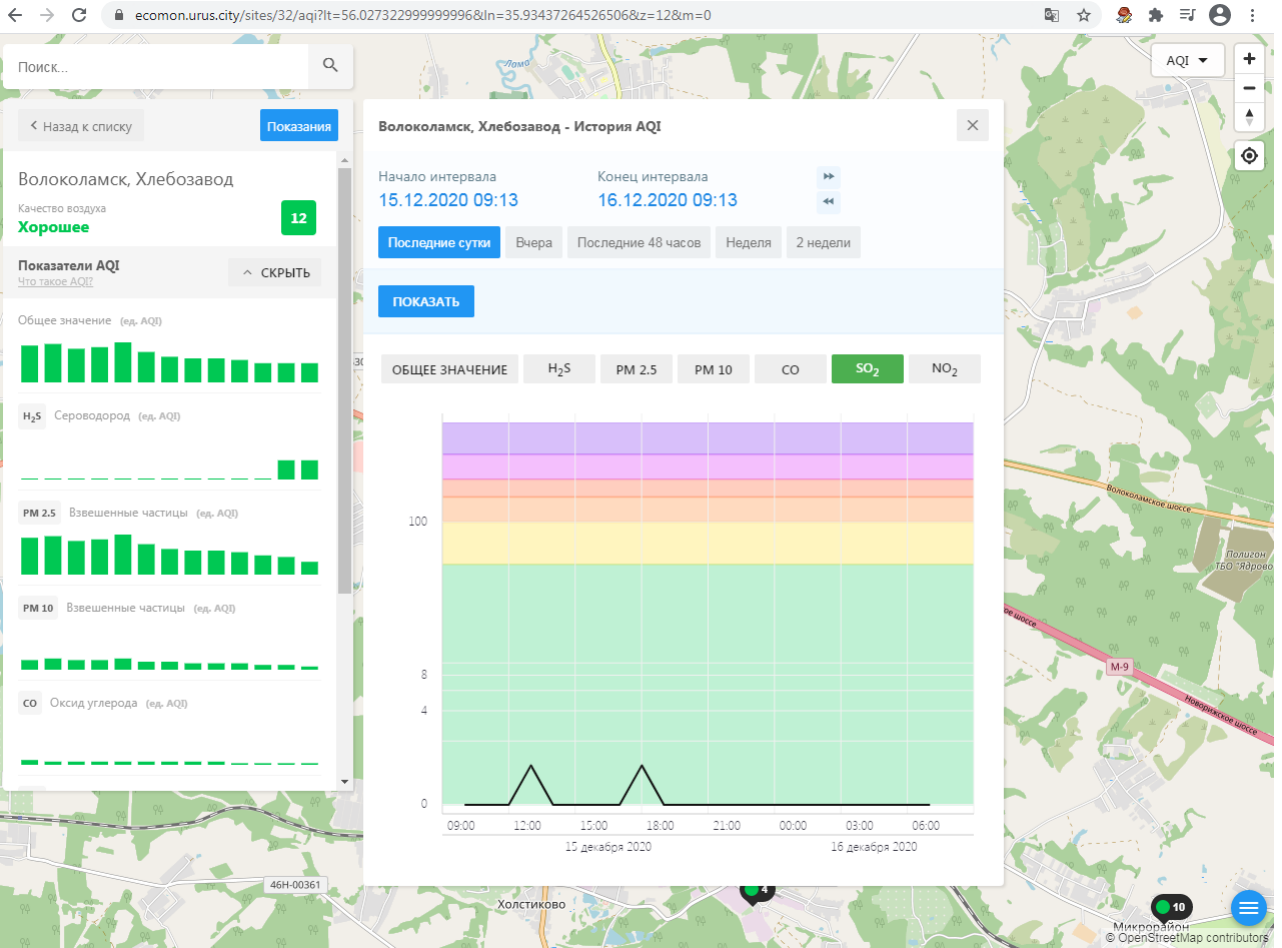 ecomon.urus.city/sites/32/aqi?lt=56.027322999999996&ln=35.93437264526506&z=12&m=0
Поиск...
AQI
Лама
Назад к списку
Показания
Волоколамск, Хлебозавод
Качество воздуха
Хорошее
12
Показатели AQI
Что такое AQI?
СКРЫТЬ
Общее значение (ед. AQI)
H₂S Сероводород (ед. AQI)
PM 2.5 Взвешенные частицы (ед. AQI)
PM 10 Взвешенные частицы (ед. AQI)
CO Оксид углерода (ед. AQI)
Волоколамск, Хлебозавод - История AQI
Начало интервала Конец интервала
15.12.2020 09:13 16.12.2020 09:13
Последние сутки Вчера Последние 48 часов Неделя 2 недели
ПОКАЗАТЬ
ОБЩЕЕ ЗНАЧЕНИЕ H₂S PM 2.5 PM 10 CO SO₂ NO₂
100
8
4
0
09:00 12:00 15:00 18:00 21:00 00:00 03:00 06:00
15 декабря 2020 16 декабря 2020
Волоколамское шоссе
Полигон
ТБО "Ядрово
шоссе
М-9
Новорижское шоссе
46Н-00361
Холстиково
4
10
Микрорайон
© OpenStreetMap contributors